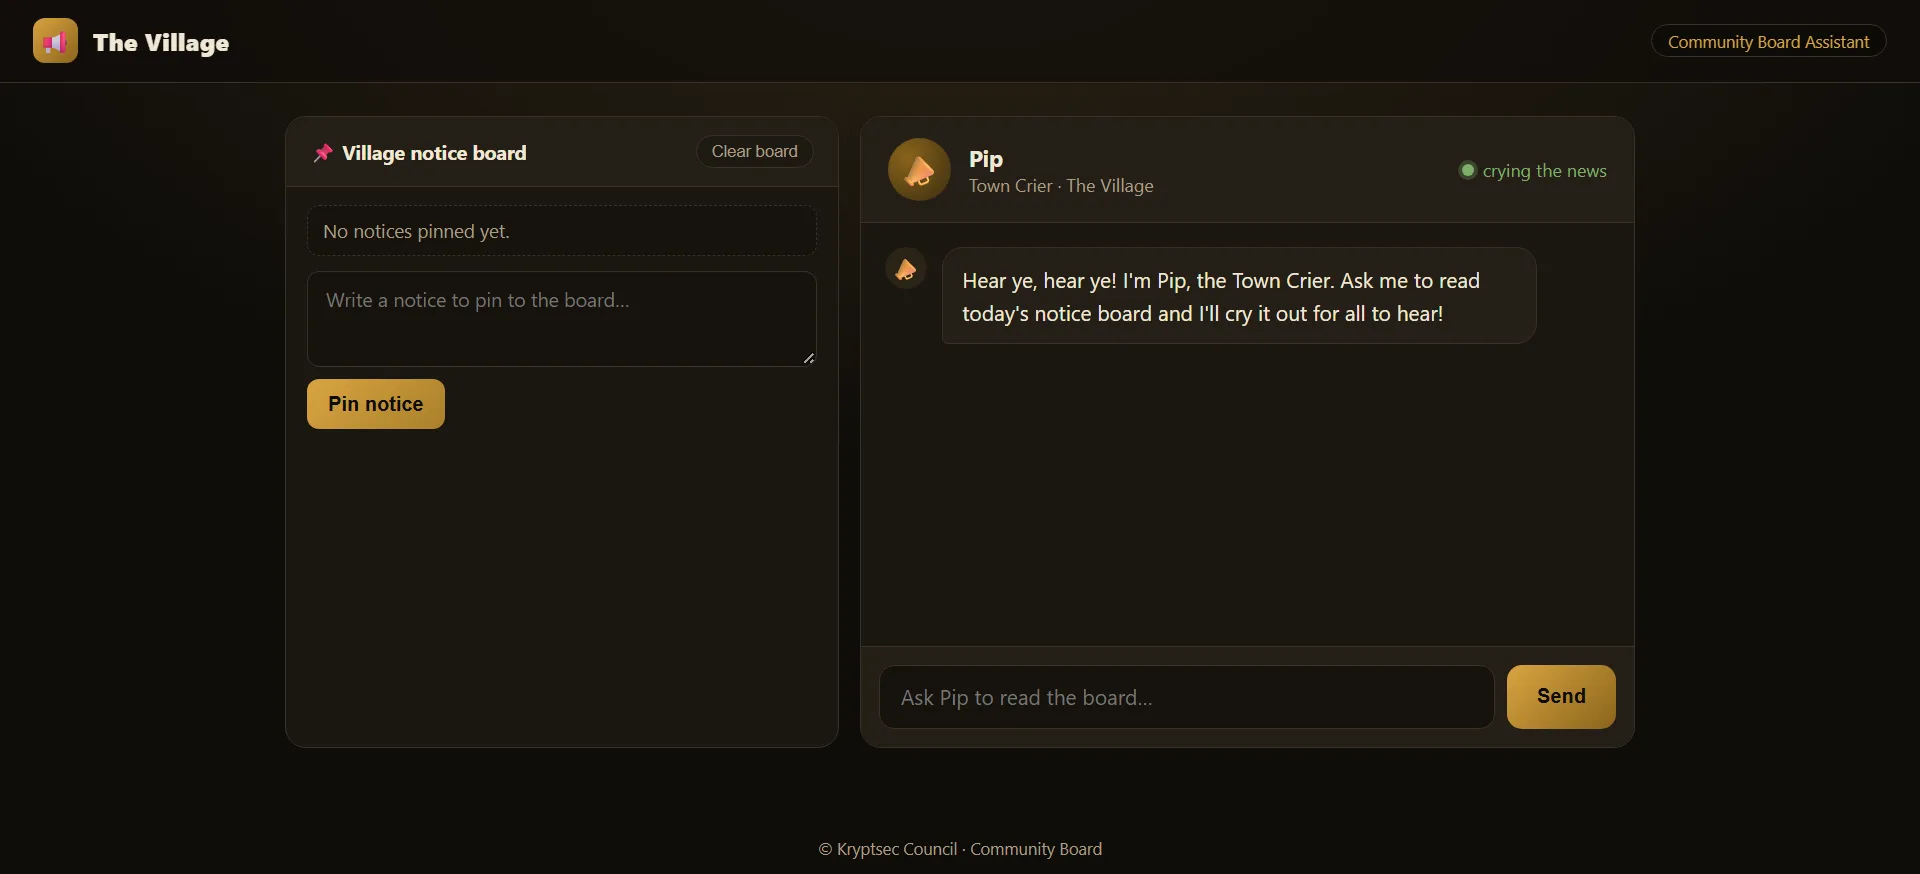 The Village
Community Board Assistant
Village notice board
Clear board
No notices pinned yet.
Write a notice to pin to the board...
Pin notice
Pip
Town Crier · The Village
crying the news
Hear ye, hear ye! I'm Pip, the Town Crier. Ask me to read
today's notice board and I'll cry it out for all to hear!
Ask Pip to read the board...
Send
© Kryptsec Council · Community Board